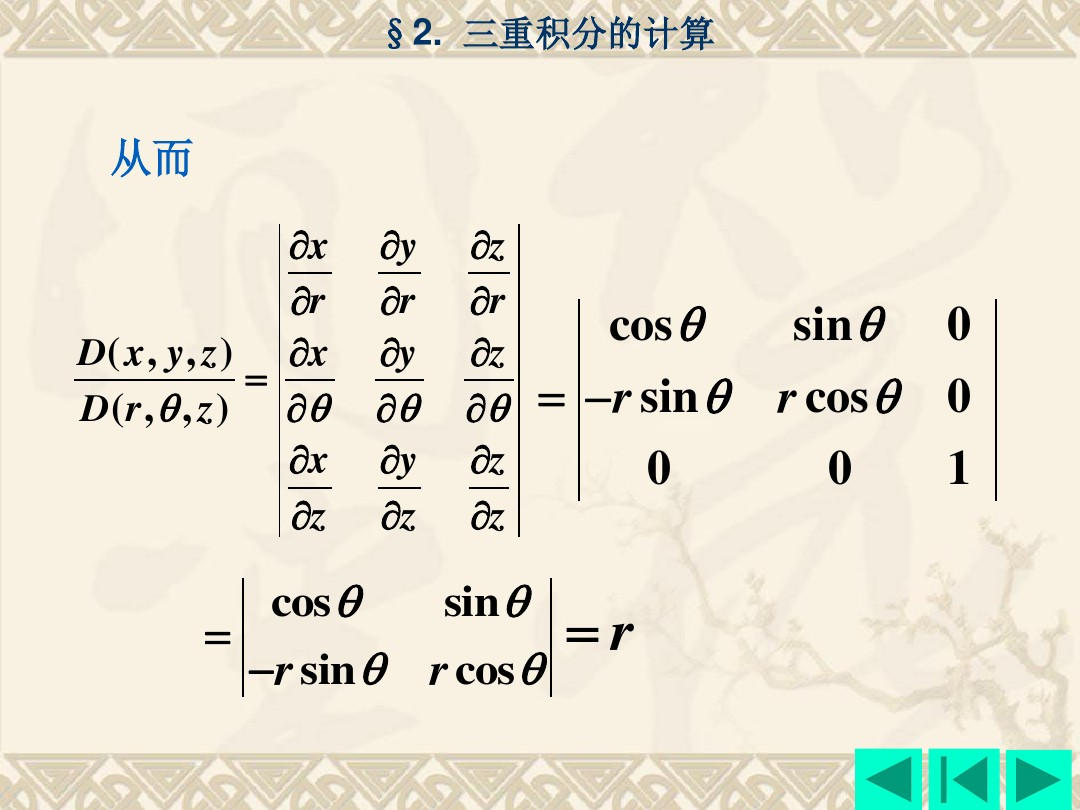 §2. 三重积分的计算
从而
D(x, y, z) / D(r, θ, z) = | ∂x/∂r ∂y/∂r ∂z/∂r |
| ∂x/∂θ ∂y/∂θ ∂z/∂θ |
| ∂x/∂z ∂y/∂z ∂z/∂z |
= | cosθ sinθ 0 |
| −r sinθ r cosθ 0 |
| 0 0 1 |
= | cosθ sinθ |
| −r sinθ r cosθ | = r